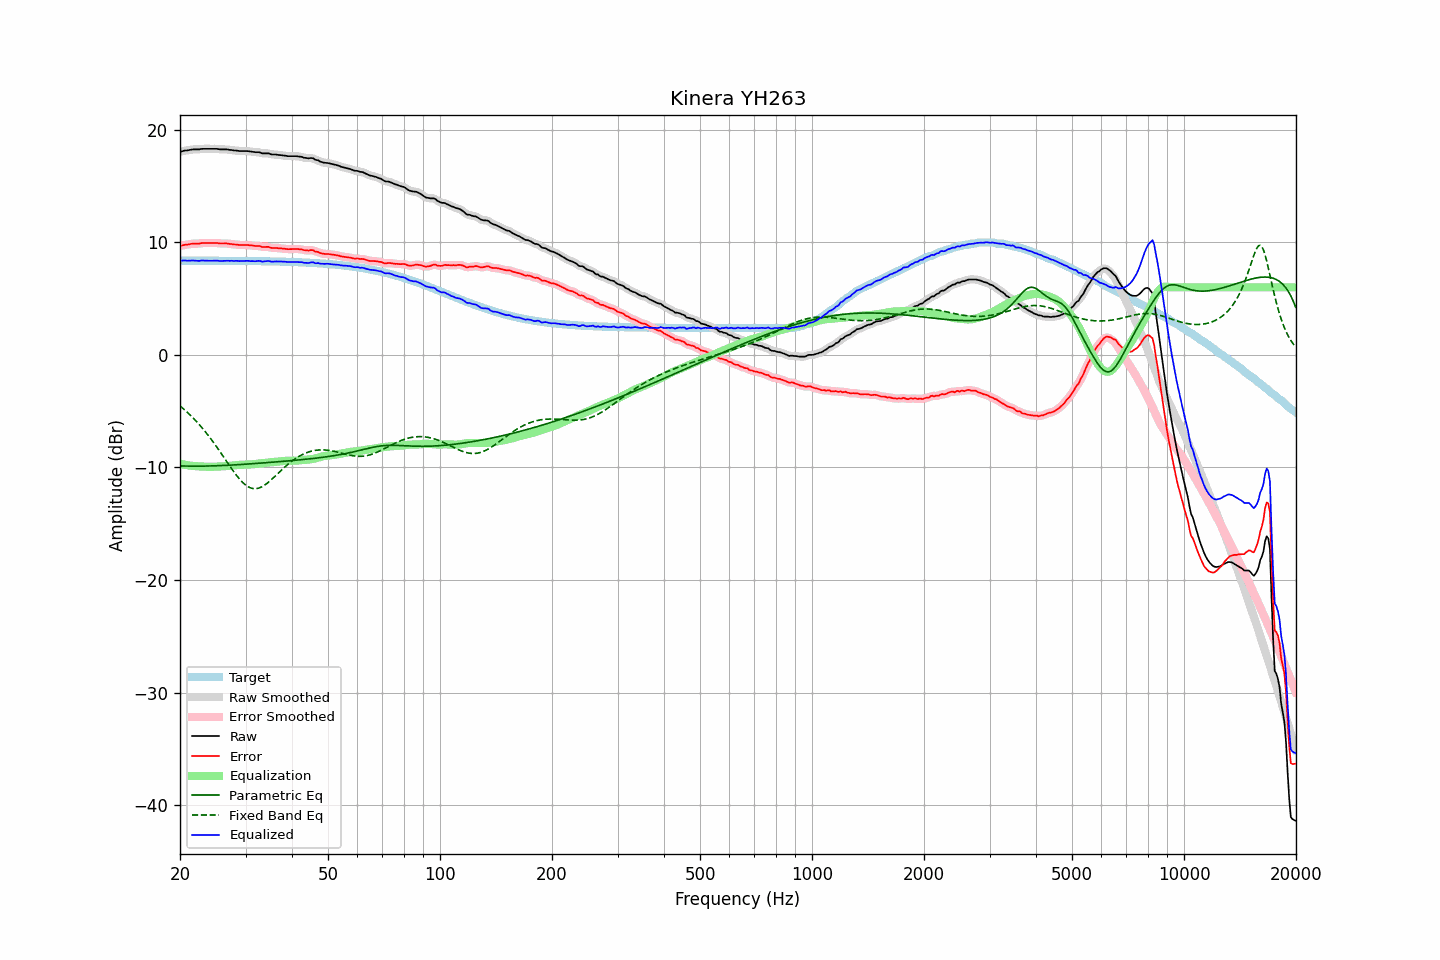 Kinera YH263
20
10
0
−10
−20
−30
−40
Amplitude (dBr)
Target
Raw Smoothed
Error Smoothed
Raw
Error
Equalization
Parametric Eq
Fixed Band Eq
Equalized
20 50 100 200 500 1000 2000 5000 10000 20000
Frequency (Hz)